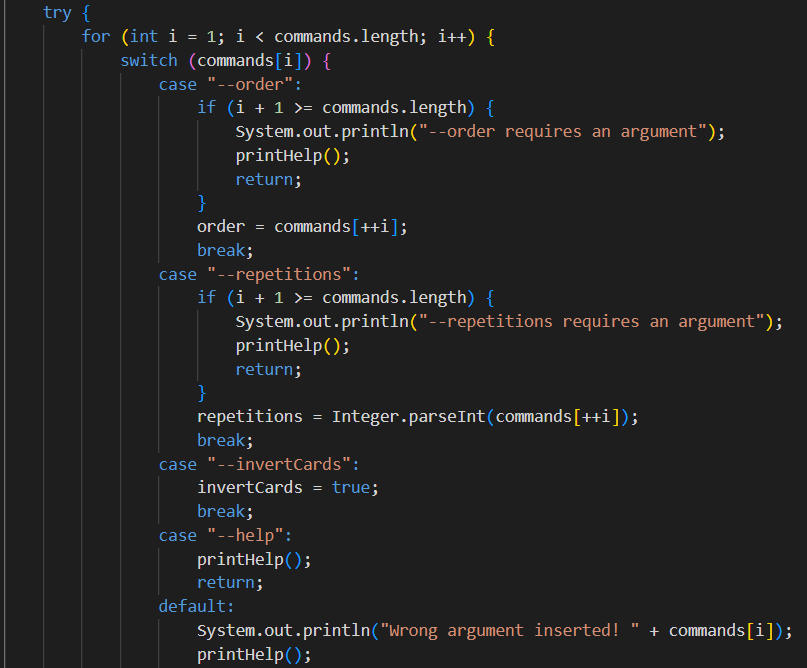 try {
for (int i = 1; i < commands.length; i++) {
switch (commands[i]) {
case "--order":
if (i + 1 >= commands.length) {
System.out.println("--order requires an argument");
printHelp();
return;
}
order = commands[++i];
break;
case "--repetitions":
if (i + 1 >= commands.length) {
System.out.println("--repetitions requires an argument");
printHelp();
return;
}
repetitions = Integer.parseInt(commands[++i]);
break;
case "--invertCards":
invertCards = true;
break;
case "--help":
printHelp();
return;
default:
System.out.println("Wrong argument inserted! " + commands[i]);
printHelp();